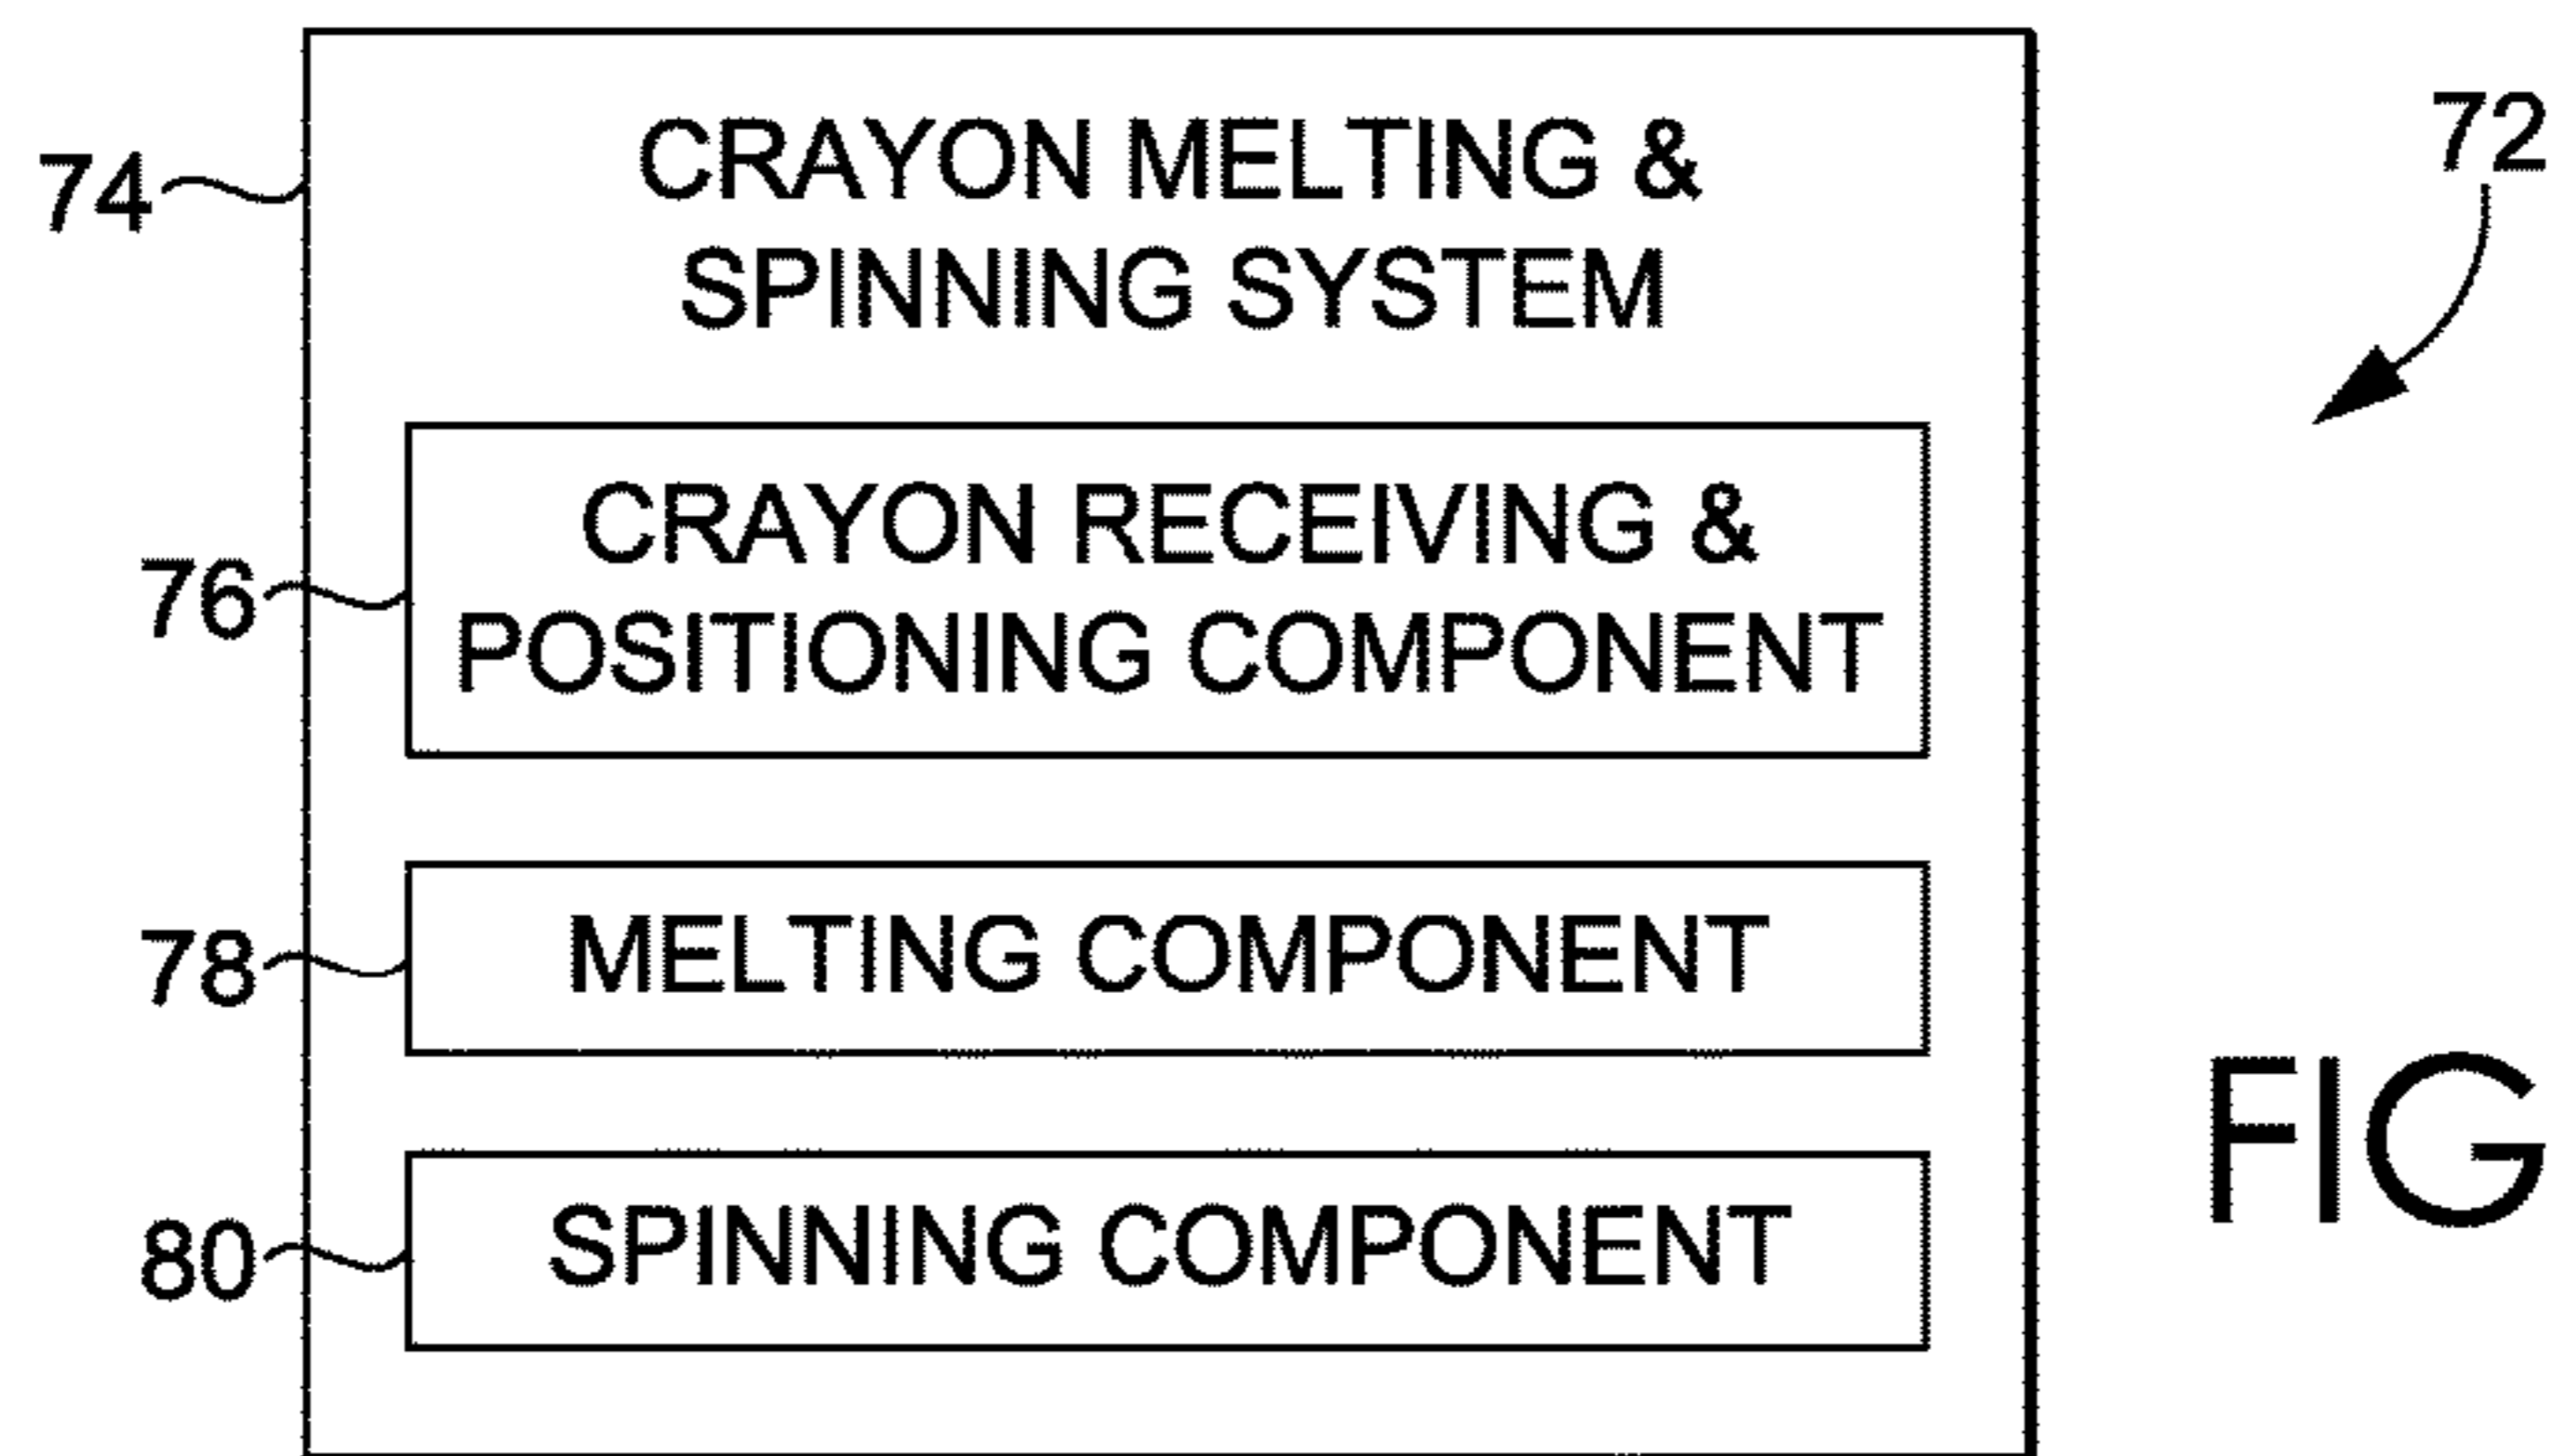 72
74
CRAYON MELTING &
SPINNING SYSTEM
76
CRAYON RECEIVING &
POSITIONING COMPONENT
78
MELTING COMPONENT
80
SPINNING COMPONENT
FIG